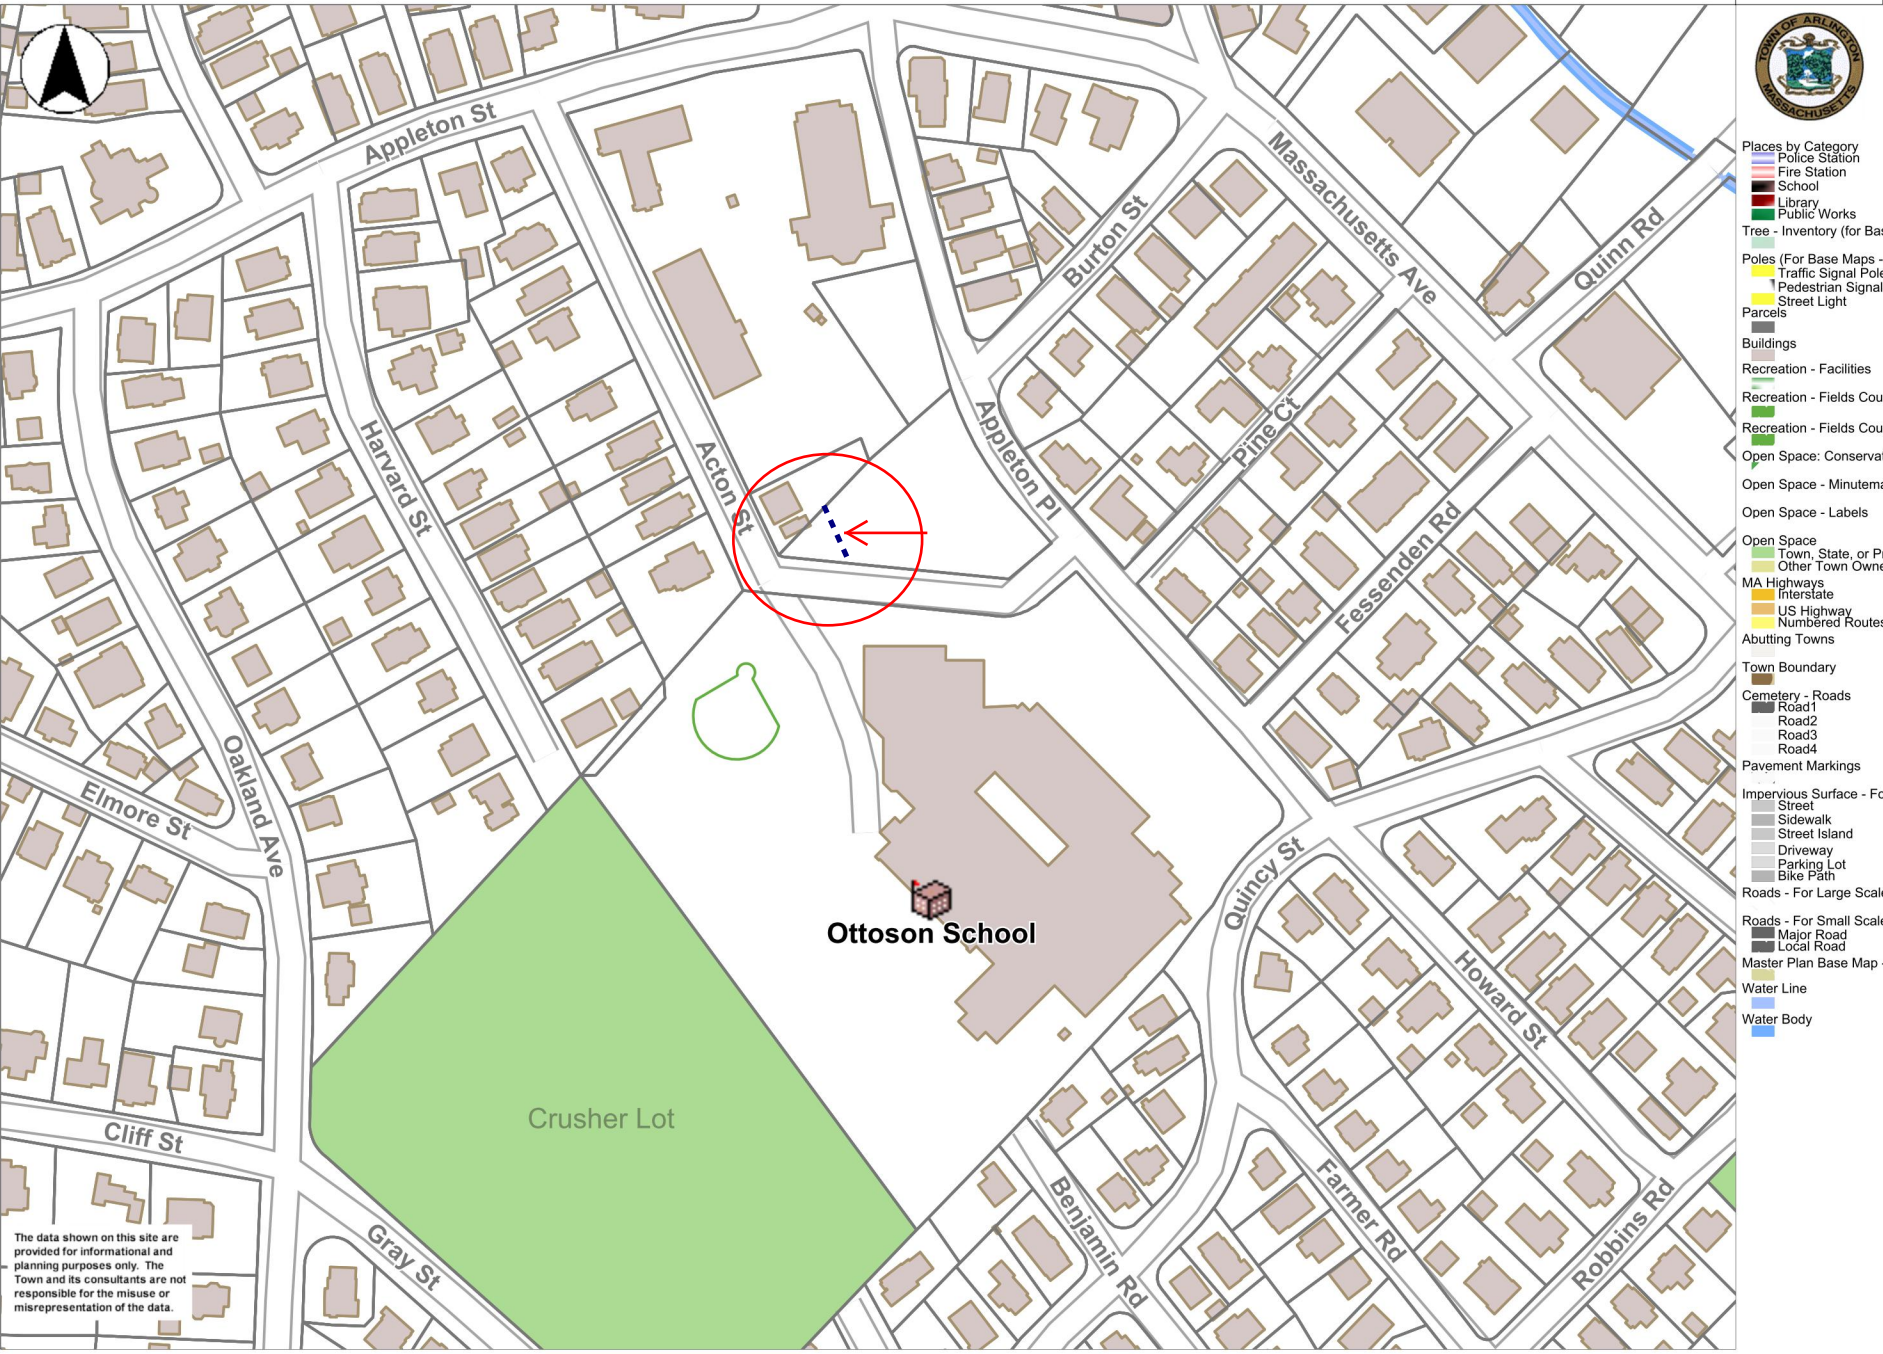 Appleton St
Massachusetts Ave
Burton St
Quinn Rd
Harvard St
Acton St
Appleton Pl
Pine Ct
Fessenden Rd
Oakland Ave
Elmore St
Quincy St
Ottoson School
Howard St
Crusher Lot
Cliff St
Gray St
Benjamin Rd
Farmer Rd
Robbins Rd
The data shown on this site are
provided for informational and
planning purposes only. The
Town and its consultants are not
responsible for the misuse or
misrepresentation of the data.
TOWN OF ARLINGTON
MASSACHUSETTS
Places by Category
Police Station
Fire Station
School
Library
Public Works
Tree - Inventory (for Bas
Poles (For Base Maps -
Traffic Signal Pole
Pedestrian Signal
Street Light
Parcels
Buildings
Recreation - Facilities
Recreation - Fields Cou
Recreation - Fields Cou
Open Space: Conserva
Open Space - Minutema
Open Space - Labels
Open Space
Town, State, or P
Other Town Owne
MA Highways
Interstate
US Highway
Numbered Routes
Abutting Towns
Town Boundary
Cemetery - Roads
Road1
Road2
Road3
Road4
Pavement Markings
Impervious Surface - Fo
Street
Sidewalk
Street Island
Driveway
Parking Lot
Bike Path
Roads - For Large Scale
Roads - For Small Scale
Major Road
Local Road
Master Plan Base Map -
Water Line
Water Body